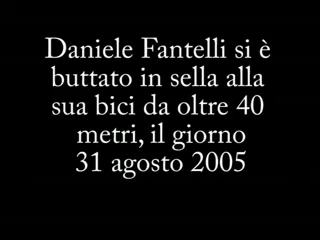 Daniele Fantelli si è
buttato in sella alla
sua bici da oltre 40
metri, il giorno
31 agosto 2005